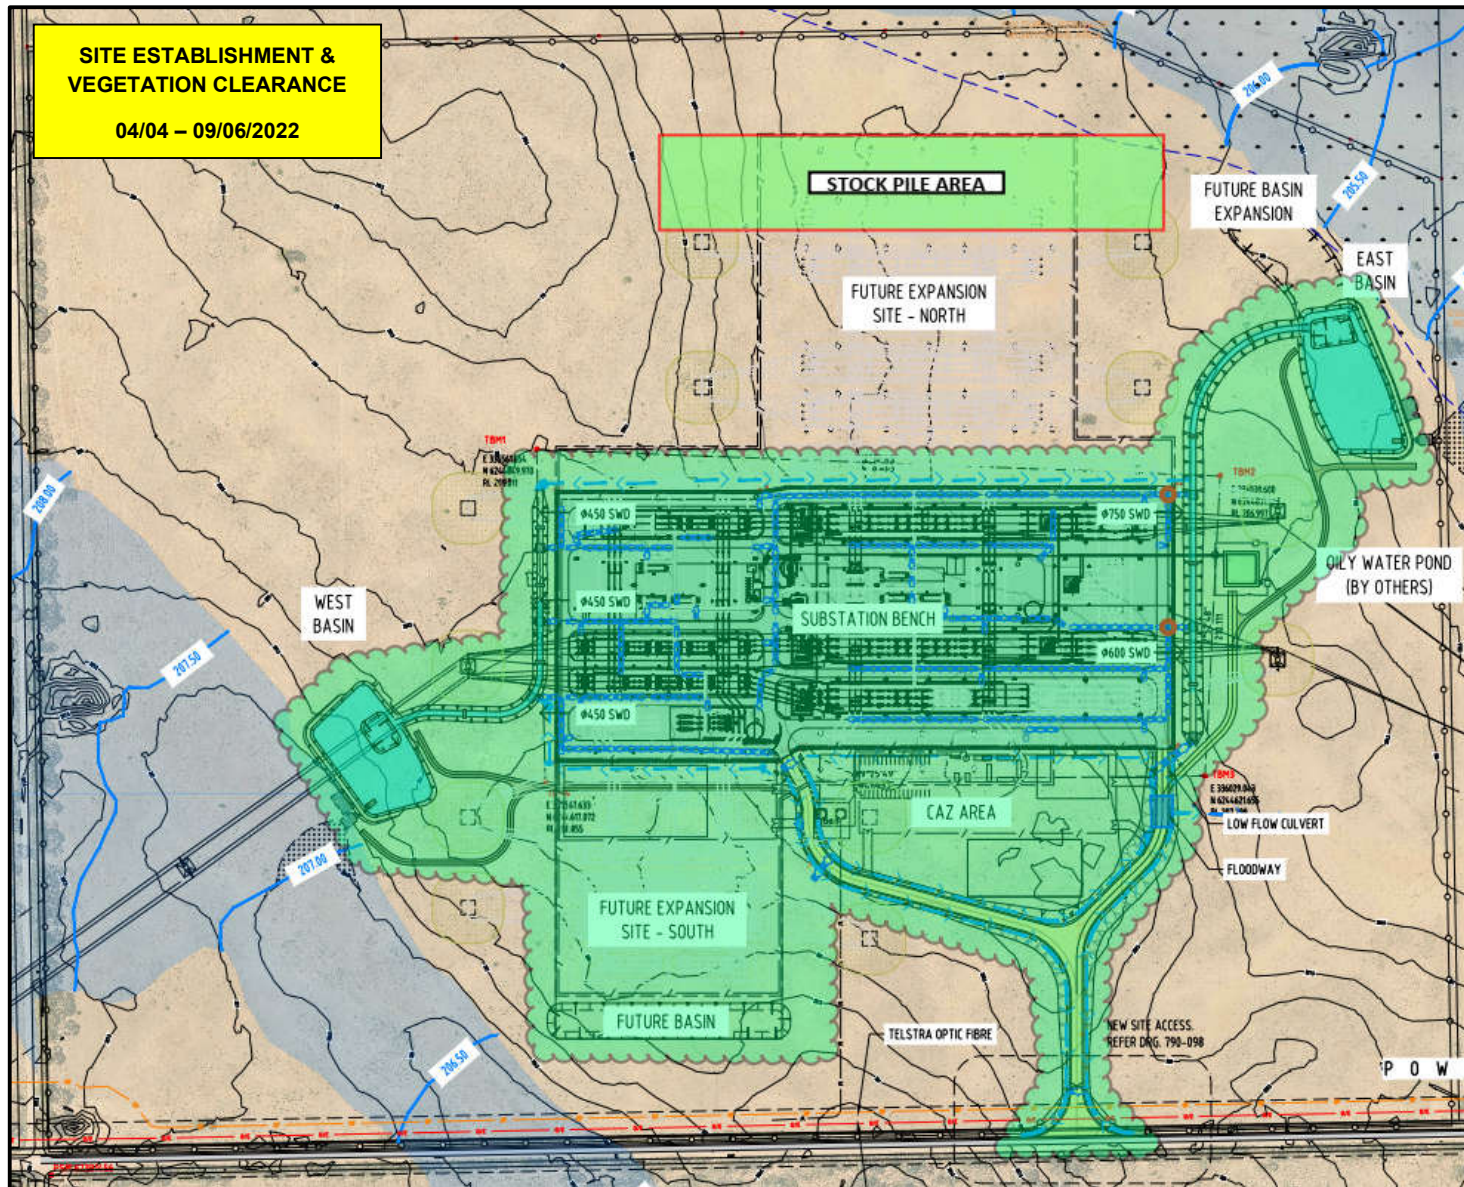 SITE ESTABLISHMENT &
VEGETATION CLEARANCE
04/04 – 09/06/2022
206.00
STOCK PILE AREA
205.50
FUTURE BASIN
EXPANSION
EAST
BASIN
FUTURE EXPANSION
SITE - NORTH
TBM1
TBM2
208.00
Ø450 SWD
Ø750 SWD
OILY WATER POND
(BY OTHERS)
WEST
BASIN
Ø450 SWD
SUBSTATION BENCH
207.50
Ø600 SWD
Ø450 SWD
TBM3
E 336029.043
N 6244621.655
CAZ AREA
LOW FLOW CULVERT
207.00
FLOODWAY
FUTURE EXPANSION
SITE - SOUTH
FUTURE BASIN
TELSTRA OPTIC FIBRE
NEW SITE ACCESS.
REFER DRG. 790-098
206.50
P O W